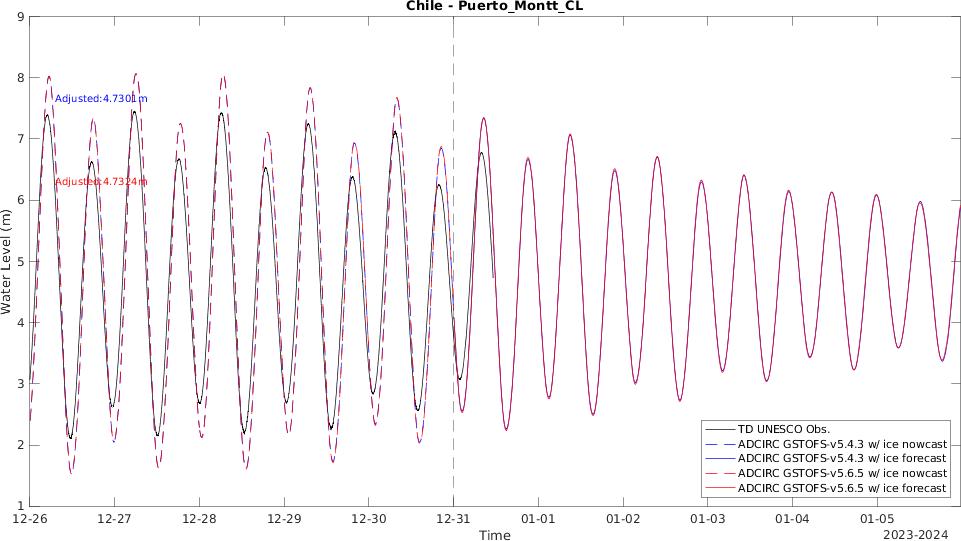 Chile - Puerto_Montt_CL
9
8
7
6
5
4
3
2
1
Water Level (m)
Adjusted:4.7301m
Adjusted:4.7324m
TD UNESCO Obs.
ADCIRC GSTOFS-v5.4.3 w/ ice nowcast
ADCIRC GSTOFS-v5.4.3 w/ ice forecast
ADCIRC GSTOFS-v5.6.5 w/ ice nowcast
ADCIRC GSTOFS-v5.6.5 w/ ice forecast
12-26 12-27 12-28 12-29 12-30 12-31 01-01 01-02 01-03 01-04 01-05
Time
2023-2024